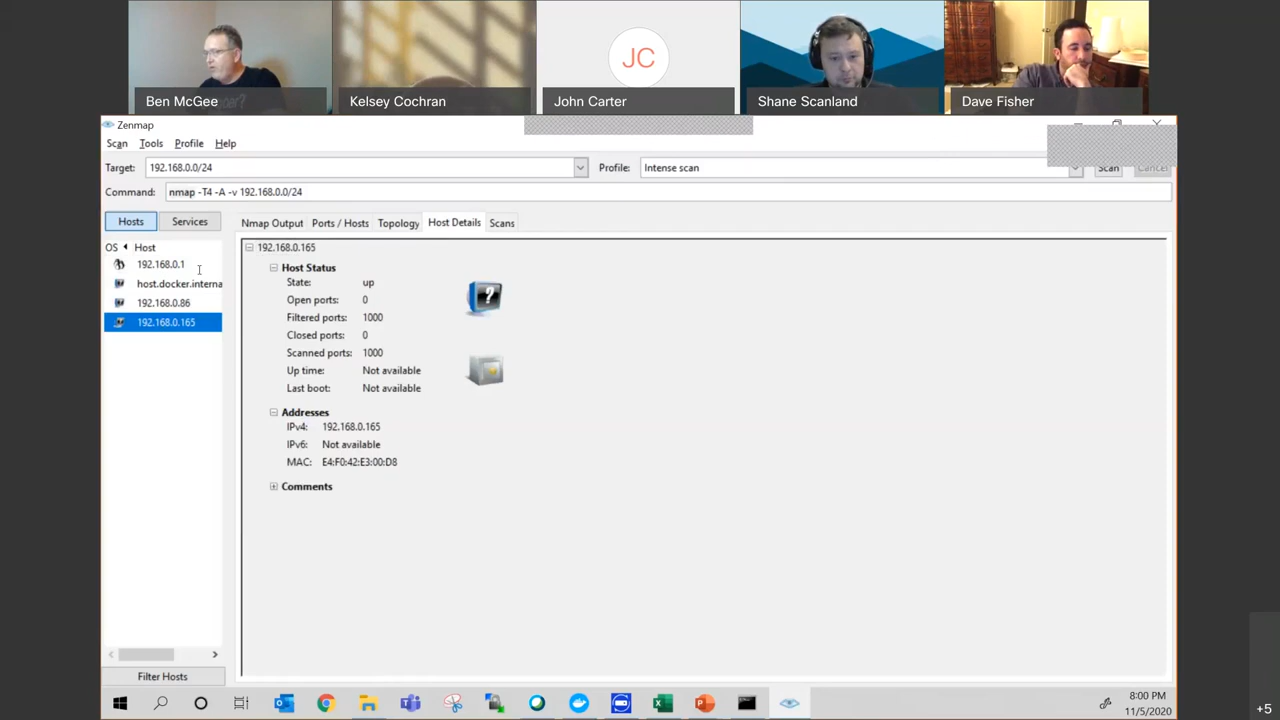 JC
Ben McGee
Kelsey Cochran
John Carter
Shane Scanland
Dave Fisher
Zenmap
Scan Tools Profile Help
Target: 192.168.0.0/24 Profile: Intense scan Scan Cancel
Command: nmap -T4 -A -v 192.168.0.0/24
Hosts Services Nmap Output Ports / Hosts Topology Host Details Scans
OS Host
192.168.0.1
host.docker.interna
192.168.0.86
192.168.0.165
192.168.0.165
Host Status
State: up
Open ports: 0
Filtered ports: 1000
Closed ports: 0
Scanned ports: 1000
Up time: Not available
Last boot: Not available
Addresses
IPv4: 192.168.0.165
IPv6: Not available
MAC: E4:F0:42:E3:00:D8
Comments
Filter Hosts
8:00 PM
11/5/2020
+5